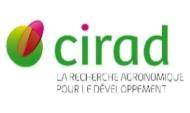 cirad
LA RECHERCHE AGRONOMIQUE
POUR LE DÉVELOPPEMENT